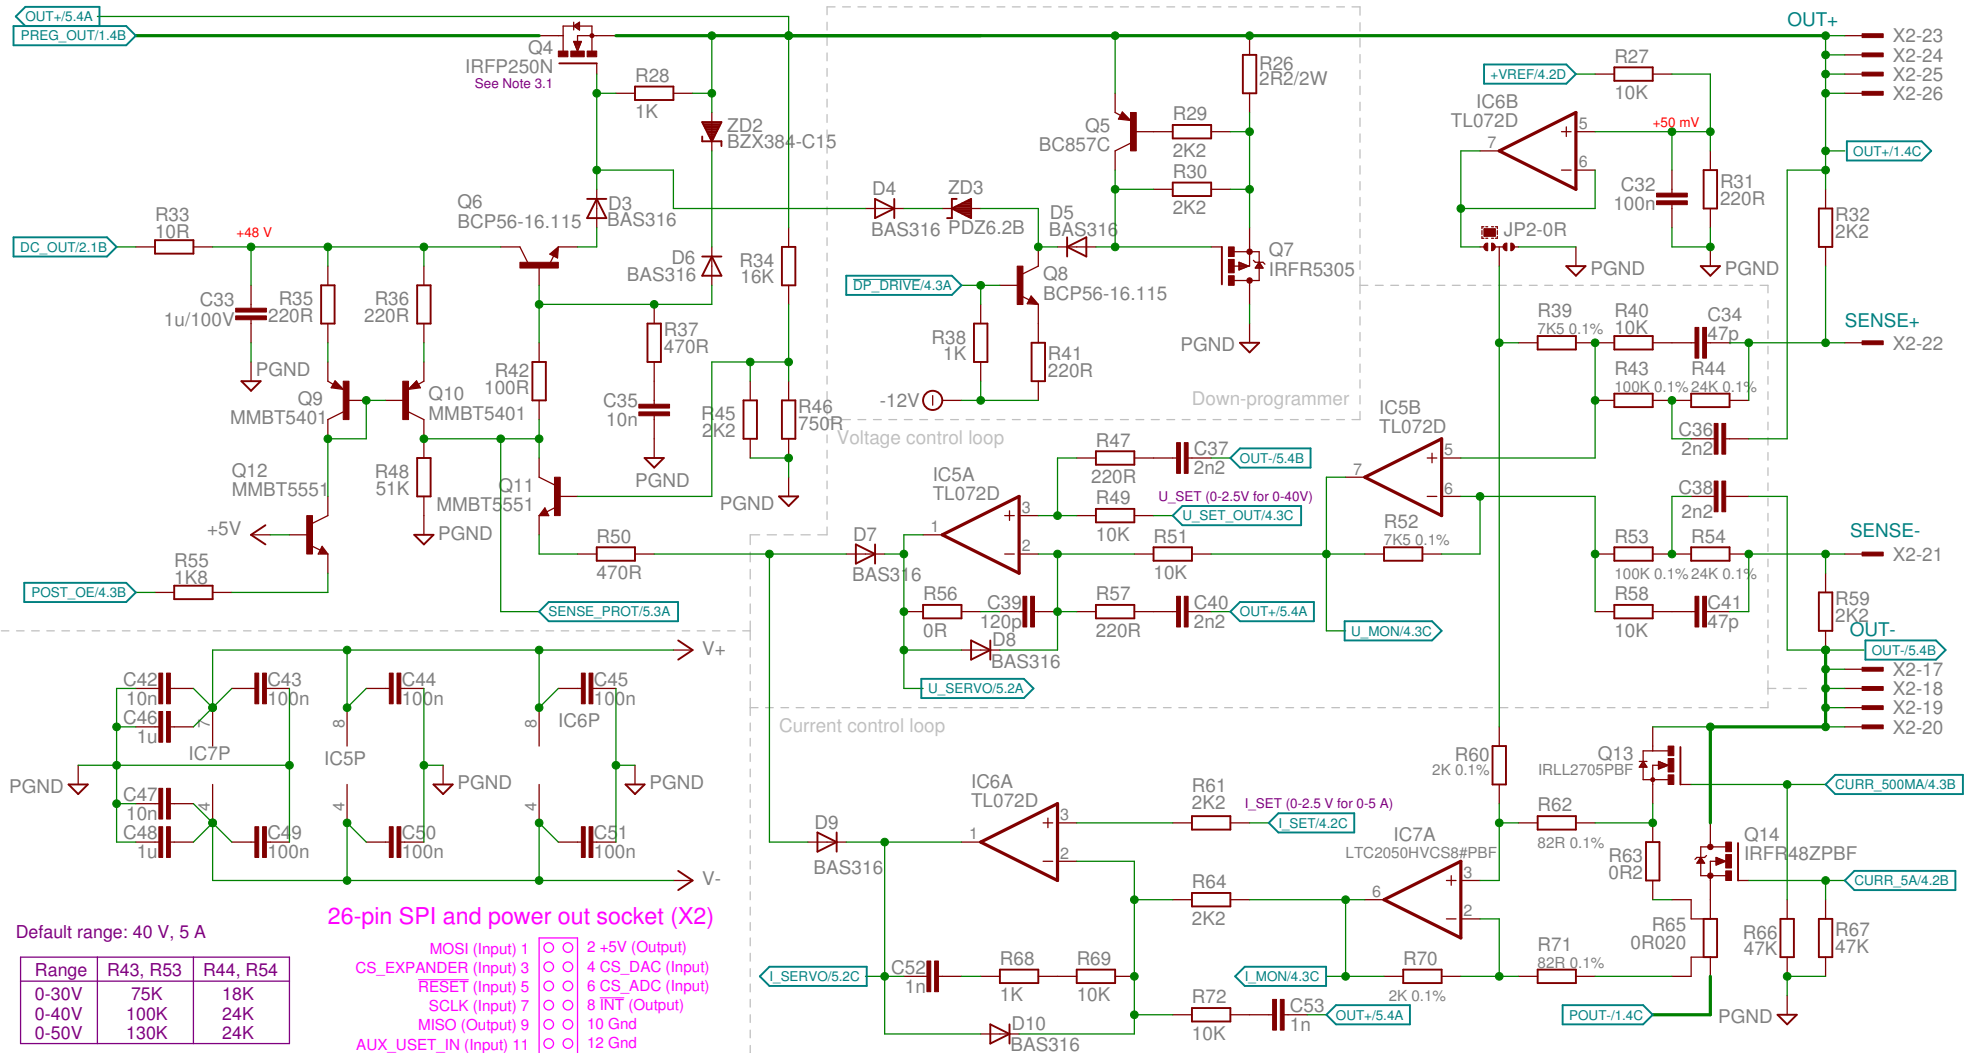 OUT+/5.4A
PREG_OUT/1.4B
Q4
IRFP250N
See Note 3.1
R28
1K
ZD2
BZX384-C15
Q6
BCP56-16.115
D3
BAS316
R33
10R
+48 V
DC_OUT/2.1B
D6
BAS316
R34
16K
C33
1u/100V
R35
220R
R36
220R
PGND
R37
470R
R42
100R
C35
10n
PGND
Q9
MMBT5401
Q10
MMBT5401
R45
2K2
R46
750R
PGND
Q12
MMBT5551
R48
51K
Q11
MMBT5551
+5V
PGND
R50
470R
R55
1K8
POST_OE/4.3B
SENSE_PROT/5.3A
R26
2R2/2W
Q5
BC857C
R29
2K2
R30
2K2
D4
BAS316
ZD3
PDZ6.2B
D5
BAS316
Q7
IRFR5305
Q8
BCP56-16.115
DP_DRIVE/4.3A
R38
1K
R41
220R
PGND
-12V
Down-programmer
OUT+
X2-23
X2-24
X2-25
X2-26
+VREF/4.2D
R27
10K
IC6B
TL072D
7
5
6
+50 mV
C32
100n
R31
220R
OUT+/1.4C
R32
2K2
JP2-0R
PGND
PGND
SENSE+
X2-22
R39
7K5 0.1%
R40
10K
C34
47p
R43
100K 0.1%
R44
24K 0.1%
C36
2n2
Voltage control loop
IC5B
TL072D
7
5
6
R47
220R
C37
2n2
OUT-/5.4B
IC5A
TL072D
1
3
2
R49
10K
U_SET (0-2.5V for 0-40V)
U_SET_OUT/4.3C
R51
10K
R52
7K5 0.1%
C38
2n2
SENSE-
X2-21
R53
100K 0.1%
R54
24K 0.1%
D7
BAS316
R56
0R
C39
120p
R57
220R
C40
2n2
OUT+/5.4A
D8
BAS316
U_MON/4.3C
U_SERVO/5.2A
R58
10K
C41
47p
R59
2K2
OUT-
OUT-/5.4B
X2-17
X2-18
X2-19
X2-20
C42
10n
C43
100n
C46
1u
7
IC7P
C44
100n
8
IC5P
C45
100n
8
IC6P
V+
PGND
PGND
PGND
C47
10n
C48
1u
4
C49
100n
4
C50
100n
4
C51
100n
V-
Current control loop
IC6A
TL072D
1
3
2
R60
2K 0.1%
R61
2K2
I_SET (0-2.5 V for 0-5 A)
I_SET/4.2C
D9
BAS316
IC7A
LTC2050HVCS8#PBF
6
3
2
R62
82R 0.1%
Q13
IRLL2705PBF
CURR_500MA/4.3B
R63
0R2
Q14
IRFR48ZPBF
CURR_5A/4.2B
R64
2K2
R65
0R020
R66
47K
R67
47K
R71
82R 0.1%
R70
2K 0.1%
I_MON/4.3C
I_SERVO/5.2C
C52
1n
R68
1K
R69
10K
R72
10K
C53
1n
OUT+/5.4A
D10
BAS316
POUT-/1.4C
PGND
Default range: 40 V, 5 A
Range R43, R53 R44, R54
0-30V 75K 18K
0-40V 100K 24K
0-50V 130K 24K
26-pin SPI and power out socket (X2)
MOSI (Input) 1 2 +5V (Output)
CS_EXPANDER (Input) 3 4 CS_DAC (Input)
RESET (Input) 5 6 CS_ADC (Input)
SCLK (Input) 7 8 INT (Output)
MISO (Output) 9 10 Gnd
AUX_USET_IN (Input) 11 12 Gnd